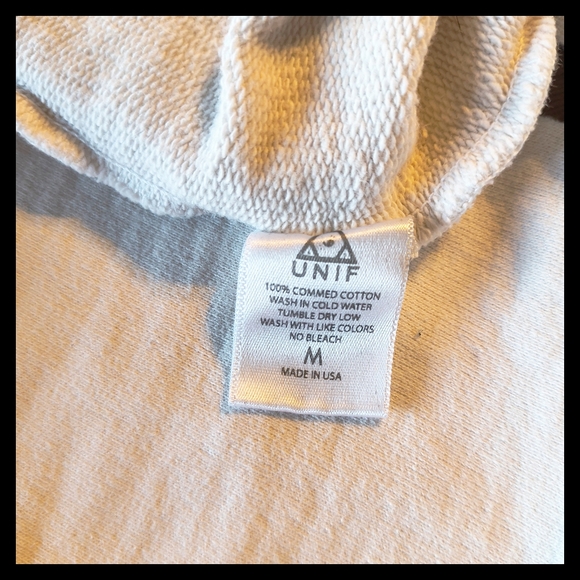 UNIF
100% COMMED COTTON
WASH IN COLD WATER
TUMBLE DRY LOW
WASH WITH LIKE COLORS
NO BLEACH
M
MADE IN USA